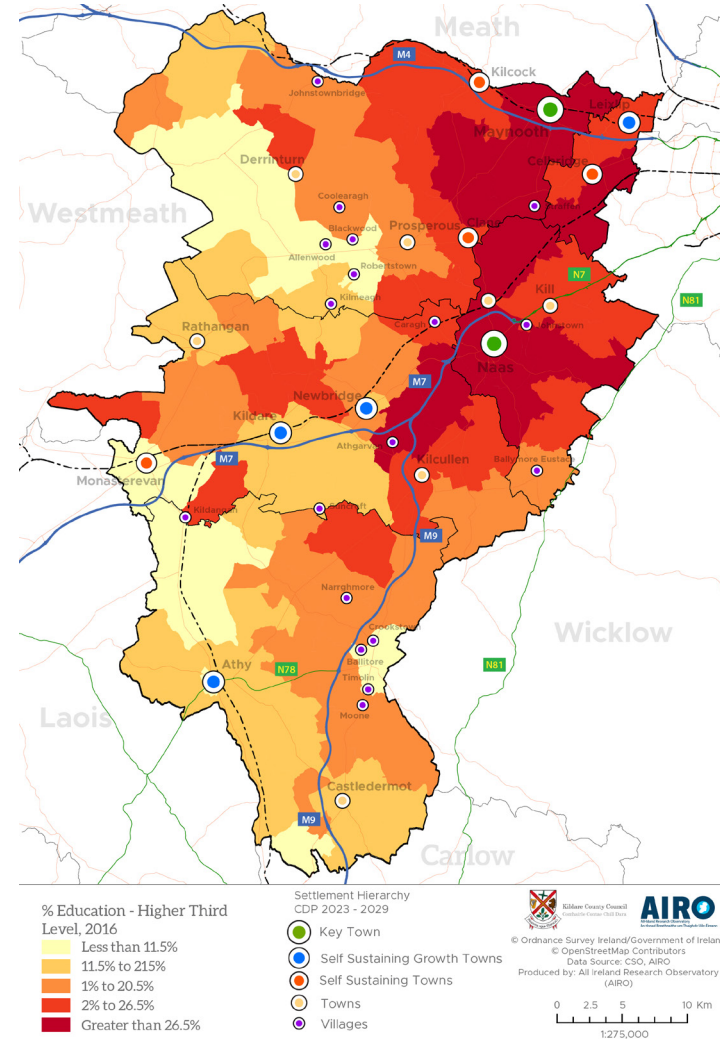 Meath
M4
Kilcock
Johnstownbridge
Leixlip
Maynooth
Derrinturn
Celbridge
Westmeath
Coolearagh
Prosperous
Clane
Blackwood
Allenwood
Robertstown
N7
Kill
N81
Kilmeagh
Caragh
Johnstown
Rathangan
Naas
M7
Newbridge
Kildare
Athgarvan
M7
Kilcullen
Ballymore Eustace
Monasterevan
Kildangan
Suncroft
M9
Narrghmore
Crookstown
Wicklow
Ballitore
Athy
N78
N81
Timolin
Laois
Moone
Castledermot
M9
Carlow
% Education - Higher Third
Level, 2016
Less than 11.5%
11.5% to 215%
1% to 20.5%
2% to 26.5%
Greater than 26.5%
Settlement Hierarchy
CDP 2023 - 2029
Key Town
Self Sustaining Growth Towns
Self Sustaining Towns
Towns
Villages
Kildare County Council
AIRO
© Ordnance Survey Ireland/Government of Irelan
© OpenStreetMap Contributors
Data Source: CSO, AIRO
Produced by: All Ireland Research Observatory
(AIRO)
0 2.5 5 10 Km
1:275,000